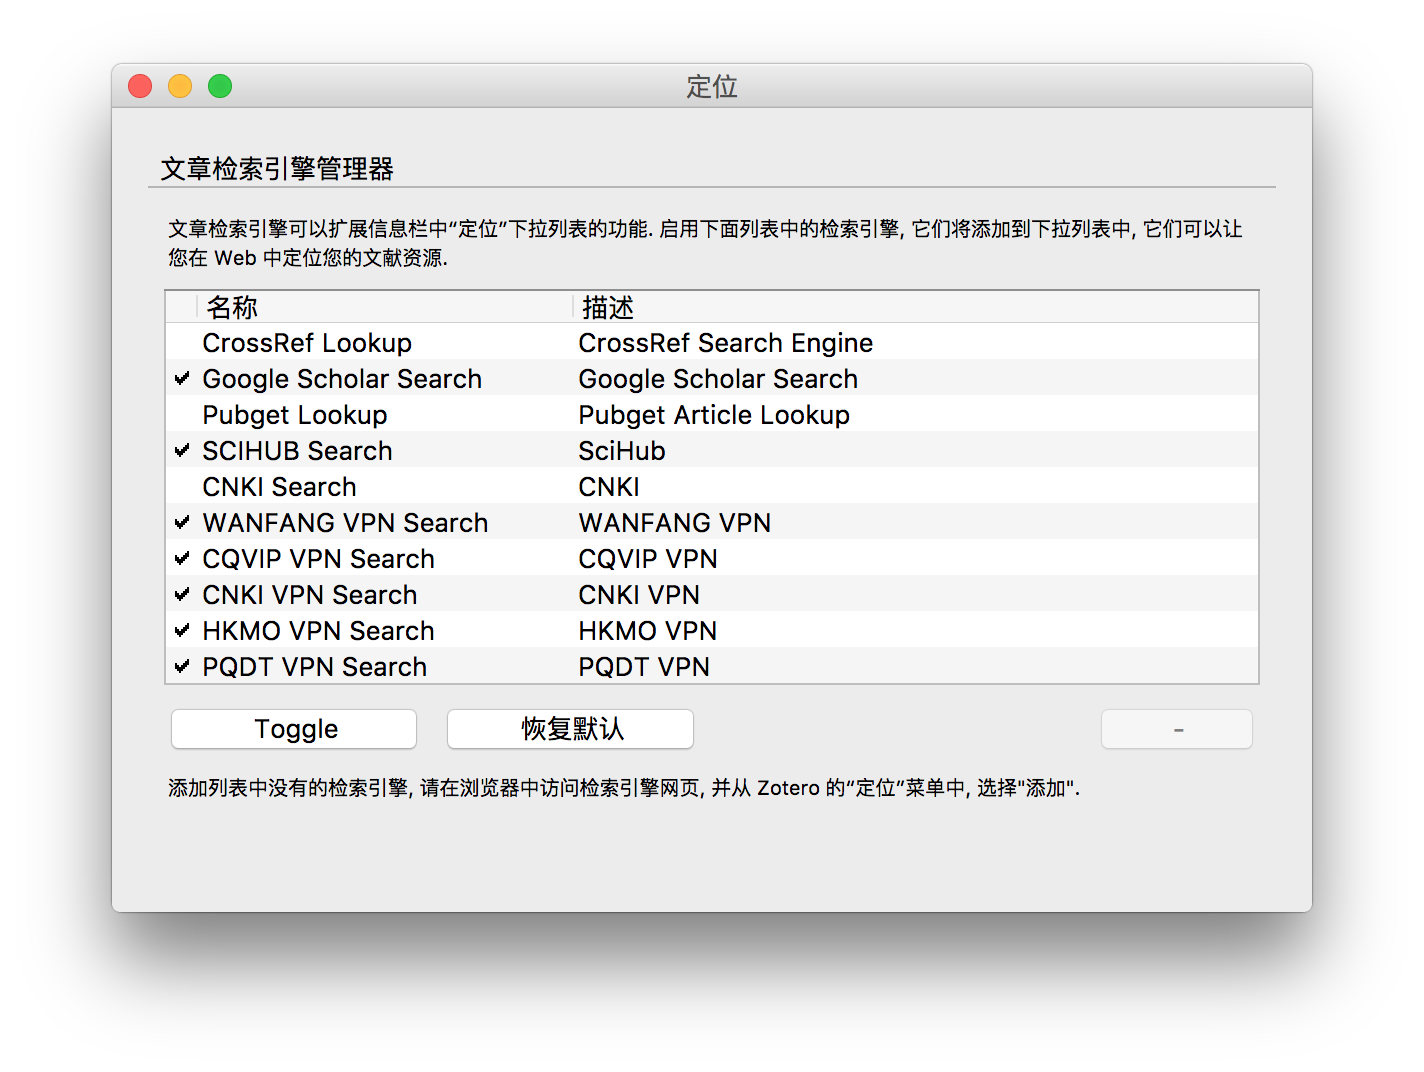 定位
文章检索引擎管理器
文章检索引擎可以扩展信息栏中“定位”下拉列表的功能. 启用下面列表中的检索引擎, 它们将添加到下拉列表中, 它们可以让
您在 Web 中定位您的文献资源.
名称 描述
CrossRef Lookup CrossRef Search Engine
Google Scholar Search Google Scholar Search
Pubget Lookup Pubget Article Lookup
SCIHUB Search SciHub
CNKI Search CNKI
WANFANG VPN Search WANFANG VPN
CQVIP VPN Search CQVIP VPN
CNKI VPN Search CNKI VPN
HKMO VPN Search HKMO VPN
PQDT VPN Search PQDT VPN
Toggle 恢复默认 -
添加列表中没有的检索引擎, 请在浏览器中访问检索引擎网页, 并从 Zotero 的“定位”菜单中, 选择"添加".